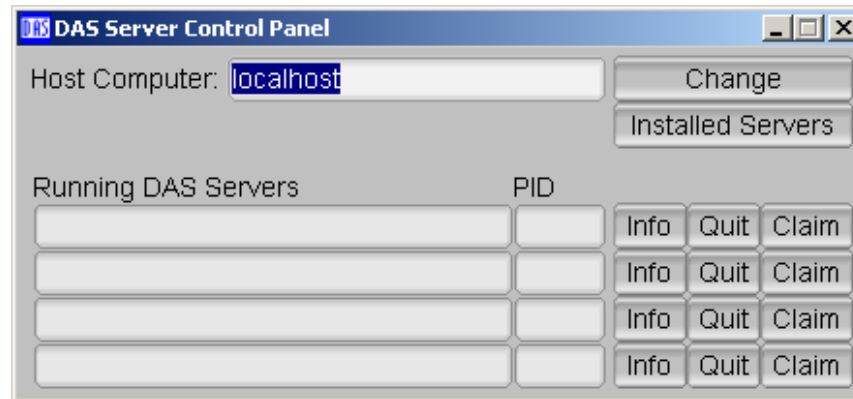 DAS DAS Server Control Panel
Host Computer: localhost Change
Installed Servers
Running DAS Servers PID
Info Quit Claim
Info Quit Claim
Info Quit Claim
Info Quit Claim